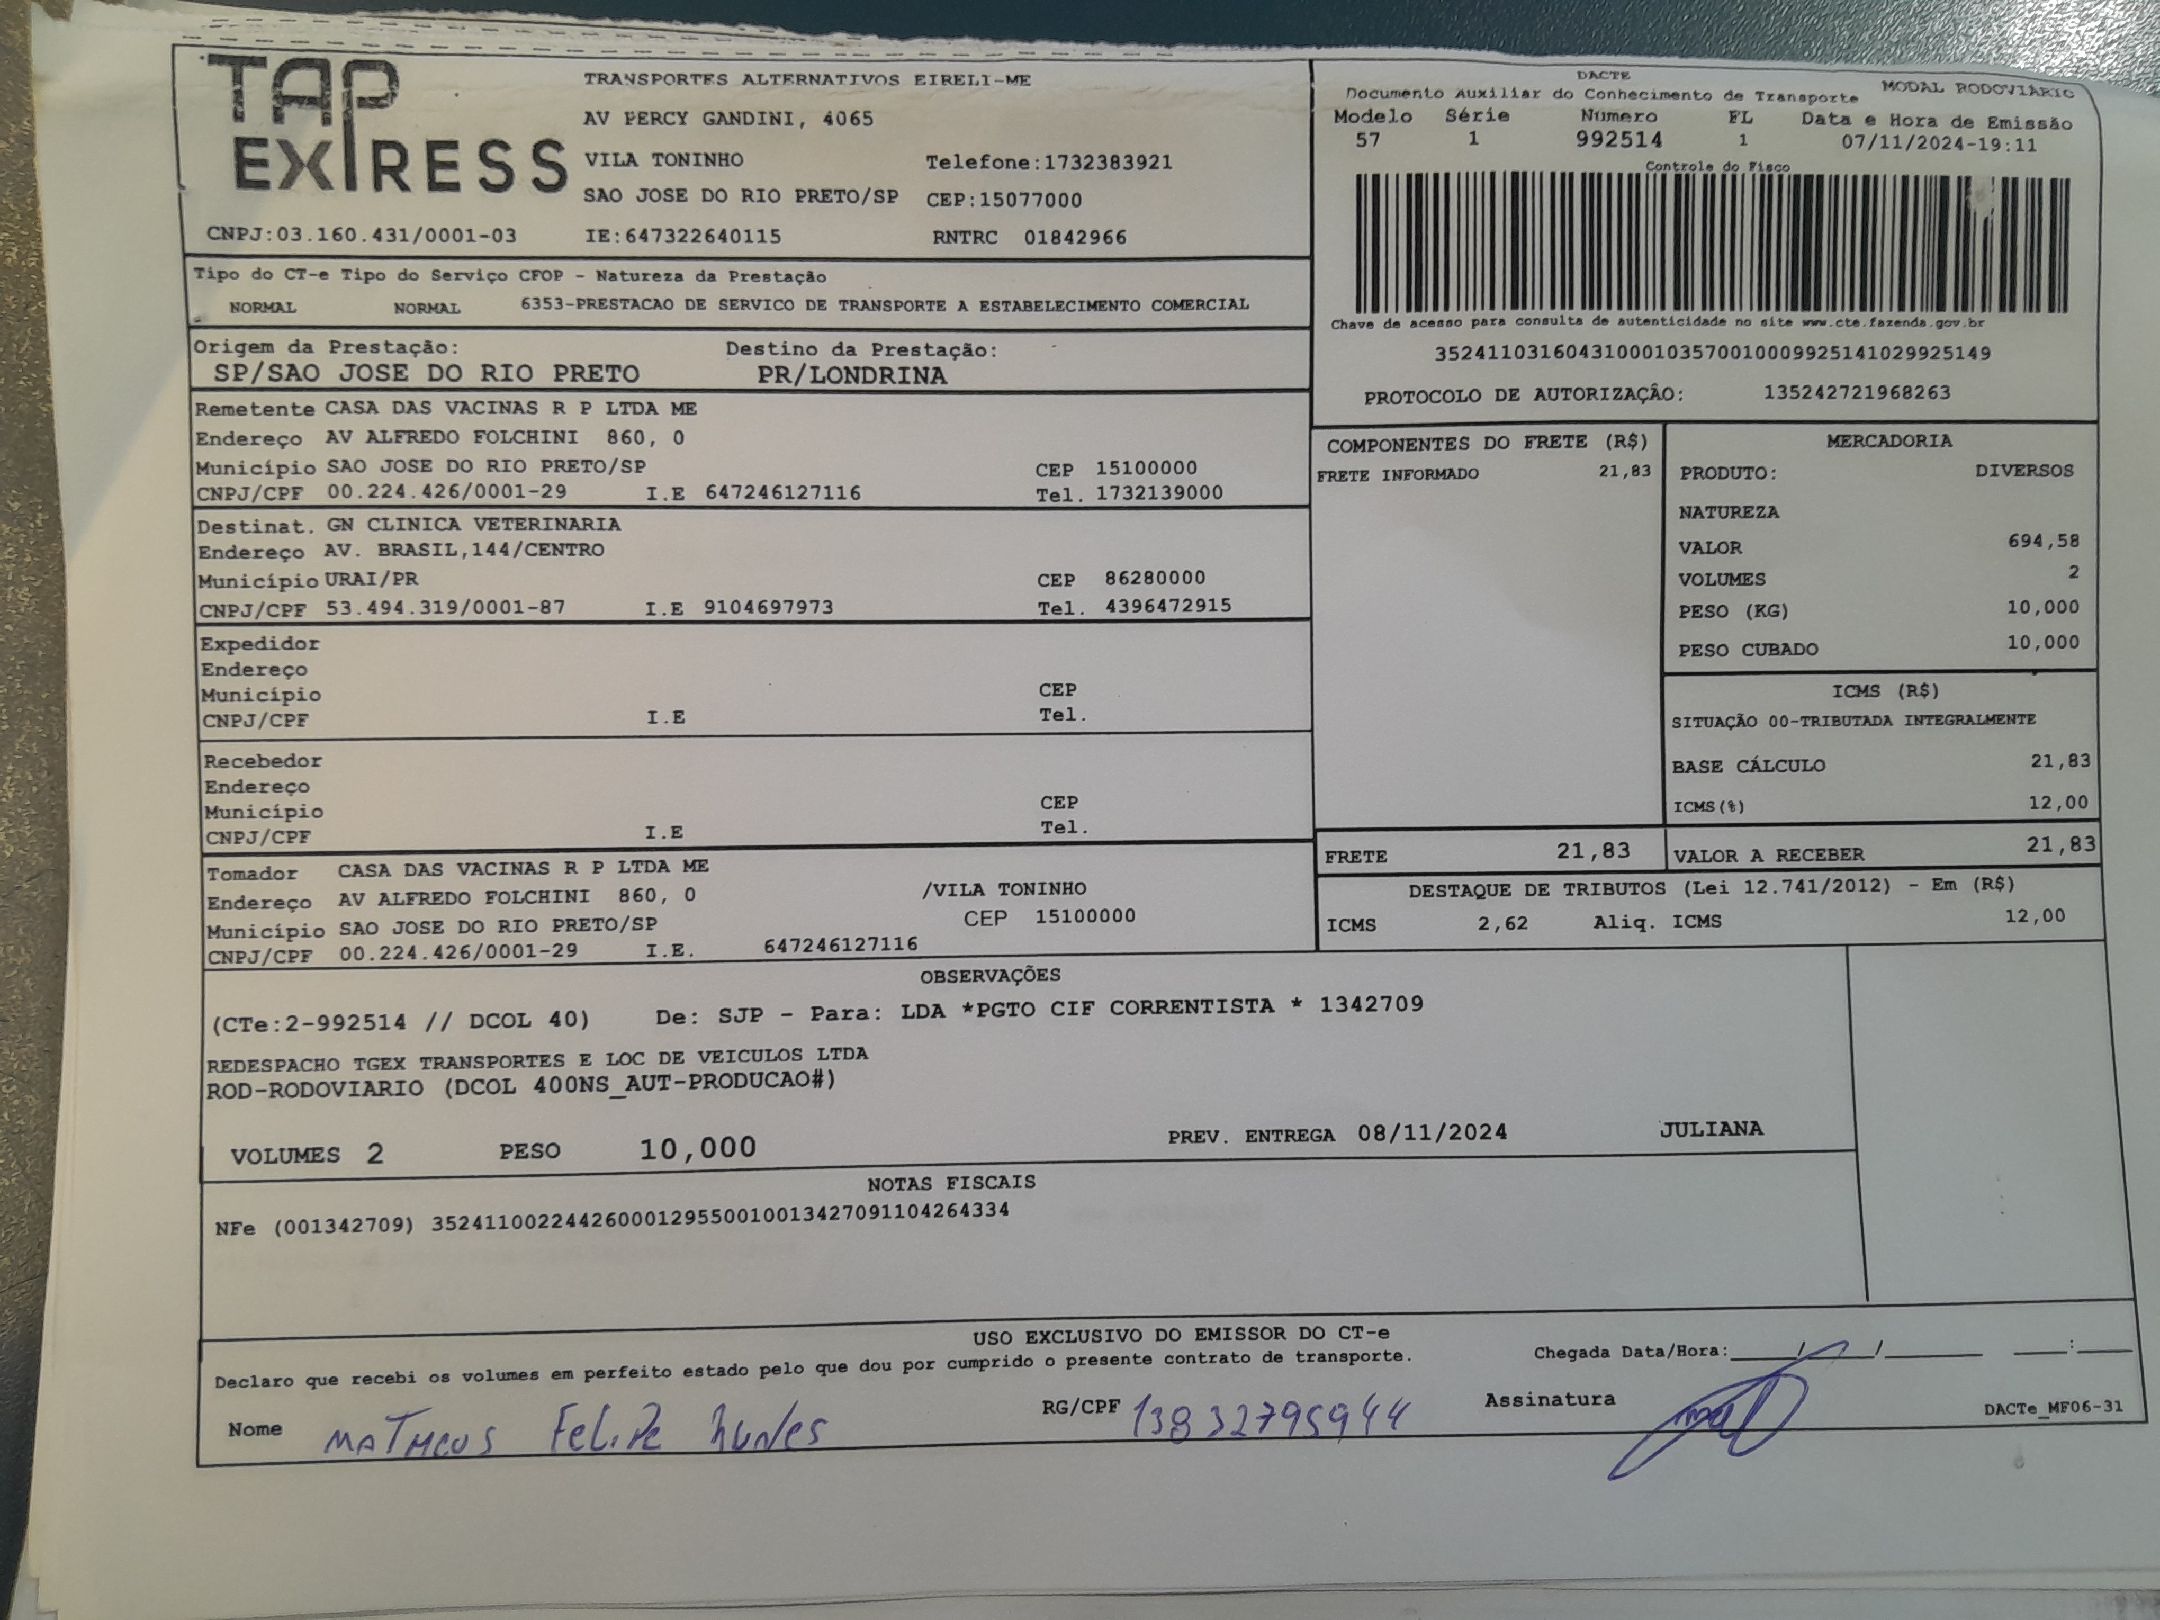 TAP EXPRESS
TRANSPORTES ALTERNATIVOS EIRELI-ME
AV PERCY GANDINI, 4065
VILA TONINHO Telefone:1732383921
SAO JOSE DO RIO PRETO/SP CEP:15077000
CNPJ:03.160.431/0001-03 IE:647322640115 RNTRC 01842966
DACTE
Documento Auxiliar do Conhecimento de Transporte MODAL RODOVIÁRIO
Modelo Série Número FL Data e Hora de Emissão
57 1 992514 1 07/11/2024-19:11
Controle do Fisco
Chave de acesso para consulta de autenticidade no site www.cte.fazenda.gov.br
35241103160431000103570010009925141029925149
PROTOCOLO DE AUTORIZAÇÃO: 135242721968263
Tipo do CT-e Tipo do Serviço CFOP - Natureza da Prestação
NORMAL NORMAL 6353-PRESTACAO DE SERVICO DE TRANSPORTE A ESTABELECIMENTO COMERCIAL
Origem da Prestação: Destino da Prestação:
SP/SAO JOSE DO RIO PRETO PR/LONDRINA
Remetente CASA DAS VACINAS R P LTDA ME
Endereço AV ALFREDO FOLCHINI 860, 0
Município SAO JOSE DO RIO PRETO/SP CEP 15100000
CNPJ/CPF 00.224.426/0001-29 I.E 647246127116 Tel. 1732139000
Destinat. GN CLINICA VETERINARIA
Endereço AV. BRASIL,144/CENTRO
Município URAI/PR CEP 86280000
CNPJ/CPF 53.494.319/0001-87 I.E 9104697973 Tel. 4396472915
Expedidor
Endereço
Município CEP
CNPJ/CPF I.E Tel.
Recebedor
Endereço
Município CEP
CNPJ/CPF I.E Tel.
Tomador CASA DAS VACINAS R P LTDA ME
Endereço AV ALFREDO FOLCHINI 860, 0 /VILA TONINHO
Município SAO JOSE DO RIO PRETO/SP CEP 15100000
CNPJ/CPF 00.224.426/0001-29 I.E. 647246127116
COMPONENTES DO FRETE (R$)
FRETE INFORMADO 21,83
MERCADORIA
PRODUTO: DIVERSOS
NATUREZA
VALOR 694,58
VOLUMES 2
PESO (KG) 10,000
PESO CUBADO 10,000
ICMS (R$)
SITUAÇÃO 00-TRIBUTADA INTEGRALMENTE
BASE CÁLCULO 21,83
ICMS(%) 12,00
FRETE 21,83 VALOR A RECEBER 21,83
DESTAQUE DE TRIBUTOS (Lei 12.741/2012) - Em (R$)
ICMS 2,62 Aliq. ICMS 12,00
OBSERVAÇÕES
(CTe:2-992514 // DCOL 40) De: SJP - Para: LDA *PGTO CIF CORRENTISTA * 1342709
REDESPACHO TGEX TRANSPORTES E LOC DE VEICULOS LTDA
ROD-RODOVIARIO (DCOL 400NS_AUT-PRODUCAO#)
VOLUMES 2 PESO 10,000 PREV. ENTREGA 08/11/2024 JULIANA
NOTAS FISCAIS
NFe (001342709) 35241100224426000129550010013427091104264334
USO EXCLUSIVO DO EMISSOR DO CT-e
Declaro que recebi os volumes em perfeito estado pelo que dou por cumprido o presente contrato de transporte. Chegada Data/Hora:____/____/______ ____:____
Nome MATHEUS FELIPE NUNES RG/CPF 13832795944 Assinatura
DACTe_MF06-31